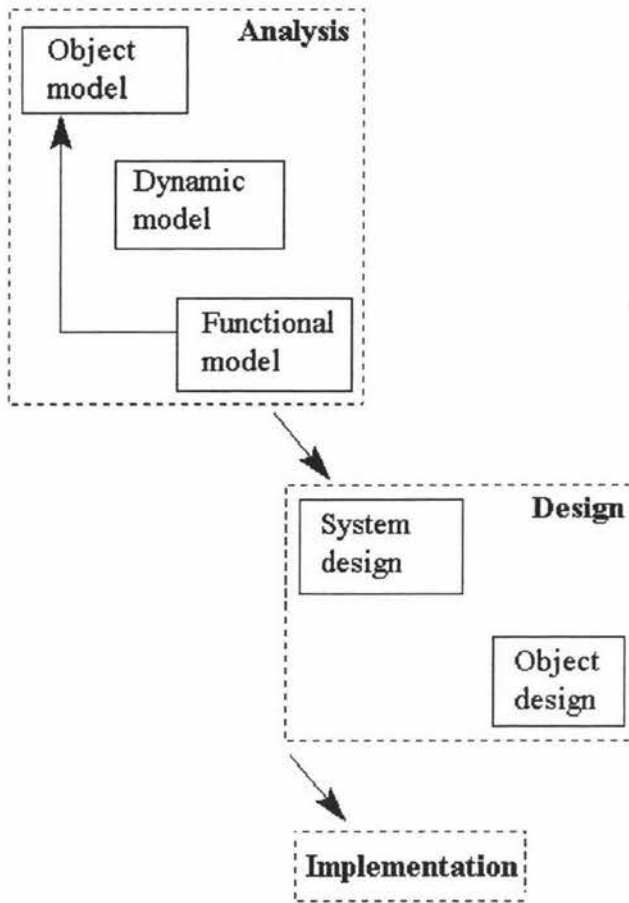 Analysis
Object
model
Dynamic
model
Functional
model
Design
System
design
Object
design
Implementation